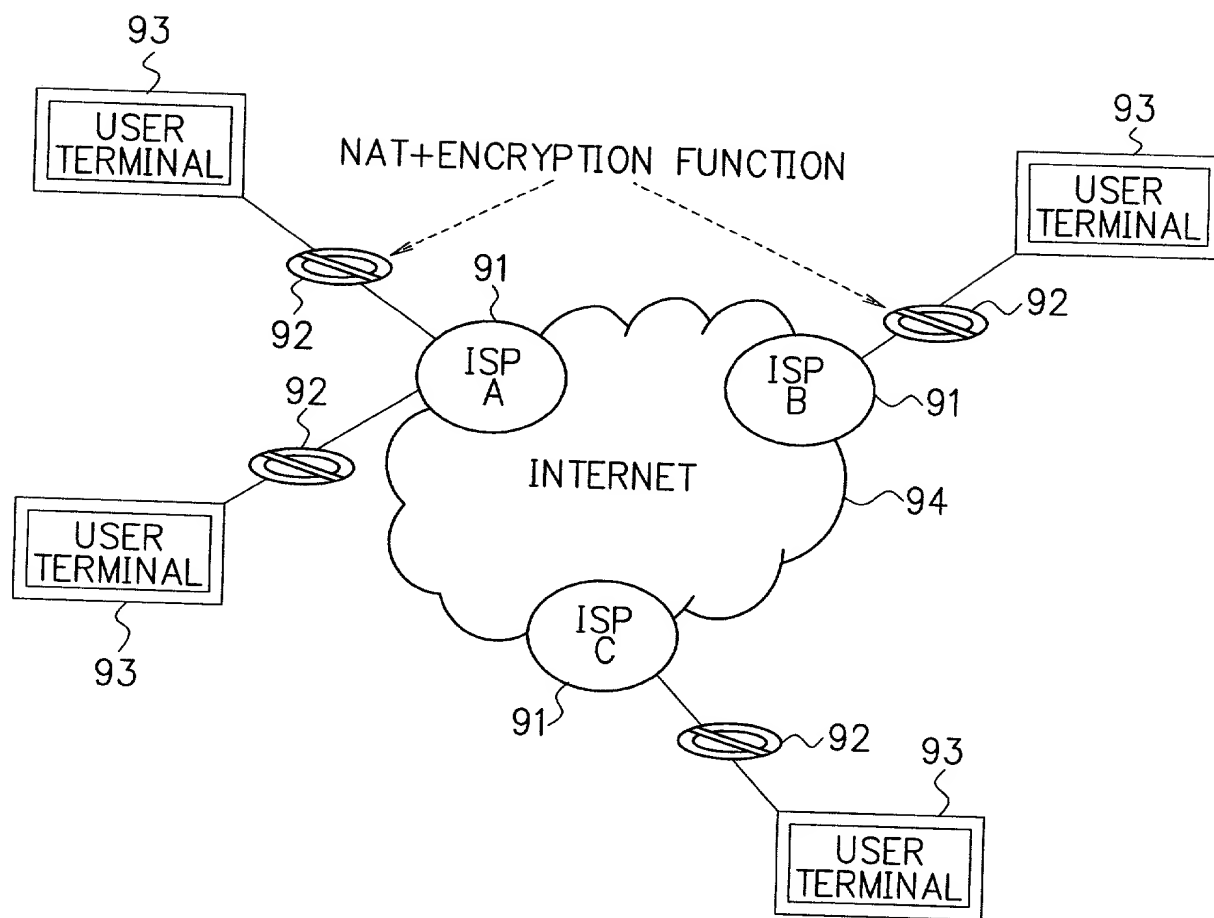 93
USER
TERMINAL
NAT+ENCRYPTION FUNCTION
93
USER
TERMINAL
92
91
ISP
A
ISP
B
92
91
92
INTERNET
94
USER
TERMINAL
93
ISP
C
91
92
93
USER
TERMINAL